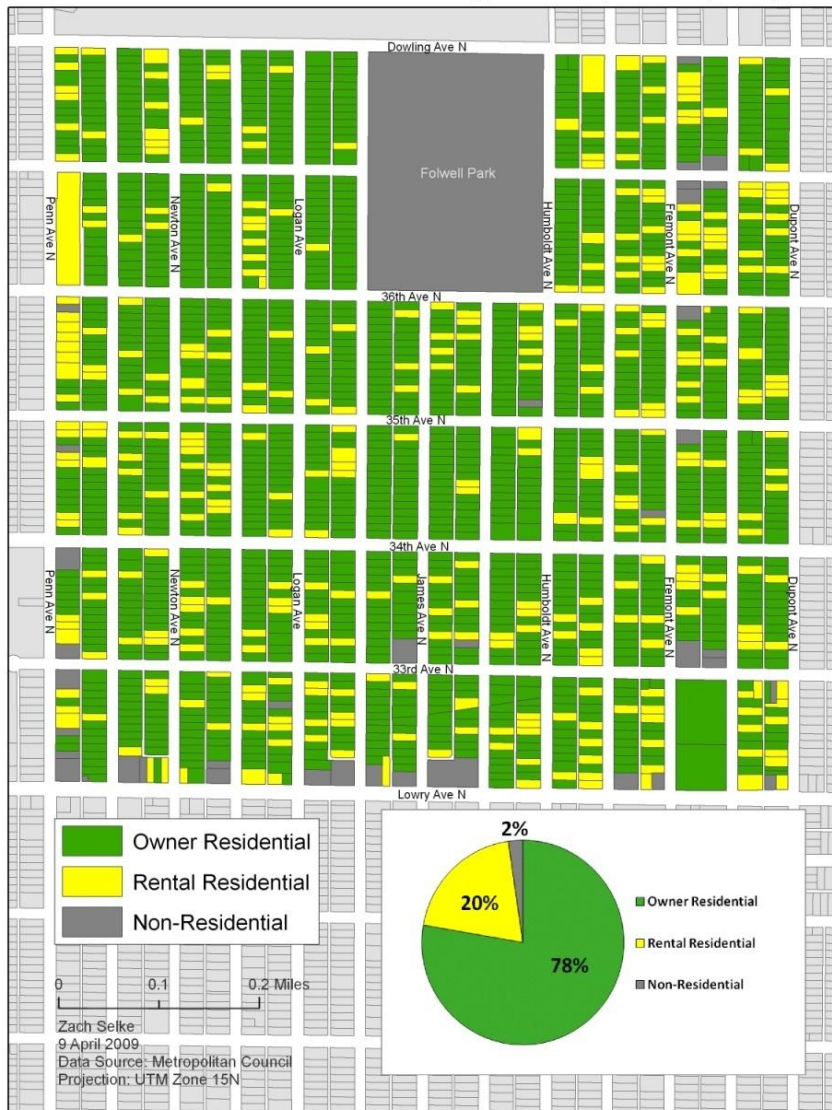 Dowling Ave N
Folwell Park
Penn Ave N
Newton Ave N
Logan Ave
Humboldt Ave N
Fremont Ave N
Dupont Ave N
36th Ave N
35th Ave N
34th Ave N
Penn Ave N
Newton Ave N
Logan Ave
James Ave N
Humboldt Ave N
Fremont Ave N
Dupont Ave N
33rd Ave N
Lowry Ave N
Owner Residential
Rental Residential
Non-Residential
2%
20%
78%
Owner Residential
Rental Residential
Non-Residential
0 0.1 0.2 Miles
Zach Selke
9 April 2009
Data Source: Metropolitan Council
Projection: UTM Zone 15N